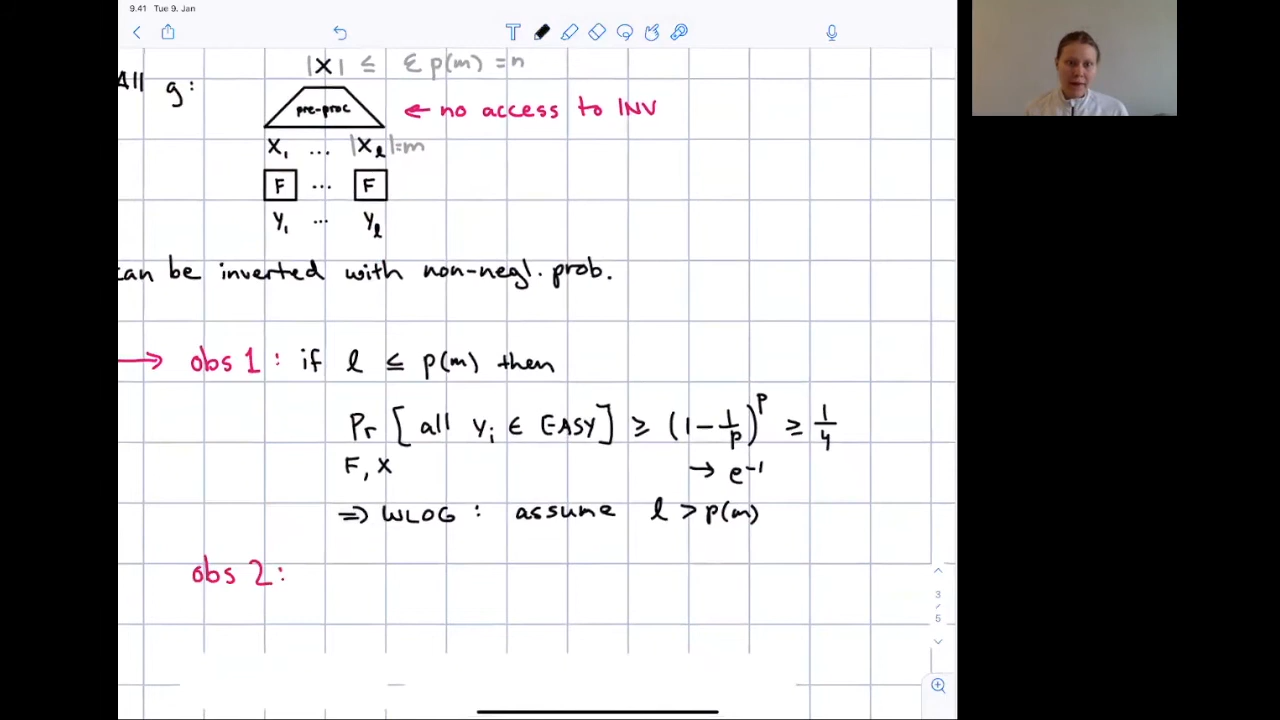 9.41 Tue 9. Jan
|X| ≤ Σ p(m) = n
All g:
pre-proc ← no access to INV
X₁ ... |Xₗ|=m
F ... F
Y₁ ... Yₗ
can be inverted with non-negl. prob.
→ obs 1: if l ≤ p(m) then
Pr [all yᵢ ∈ EASY] ≥ (1 - 1/p)ᵖ ≥ 1/4
F, X → e⁻¹
⇒ WLOG: assume l > p(m)
obs 2:
3
/
5